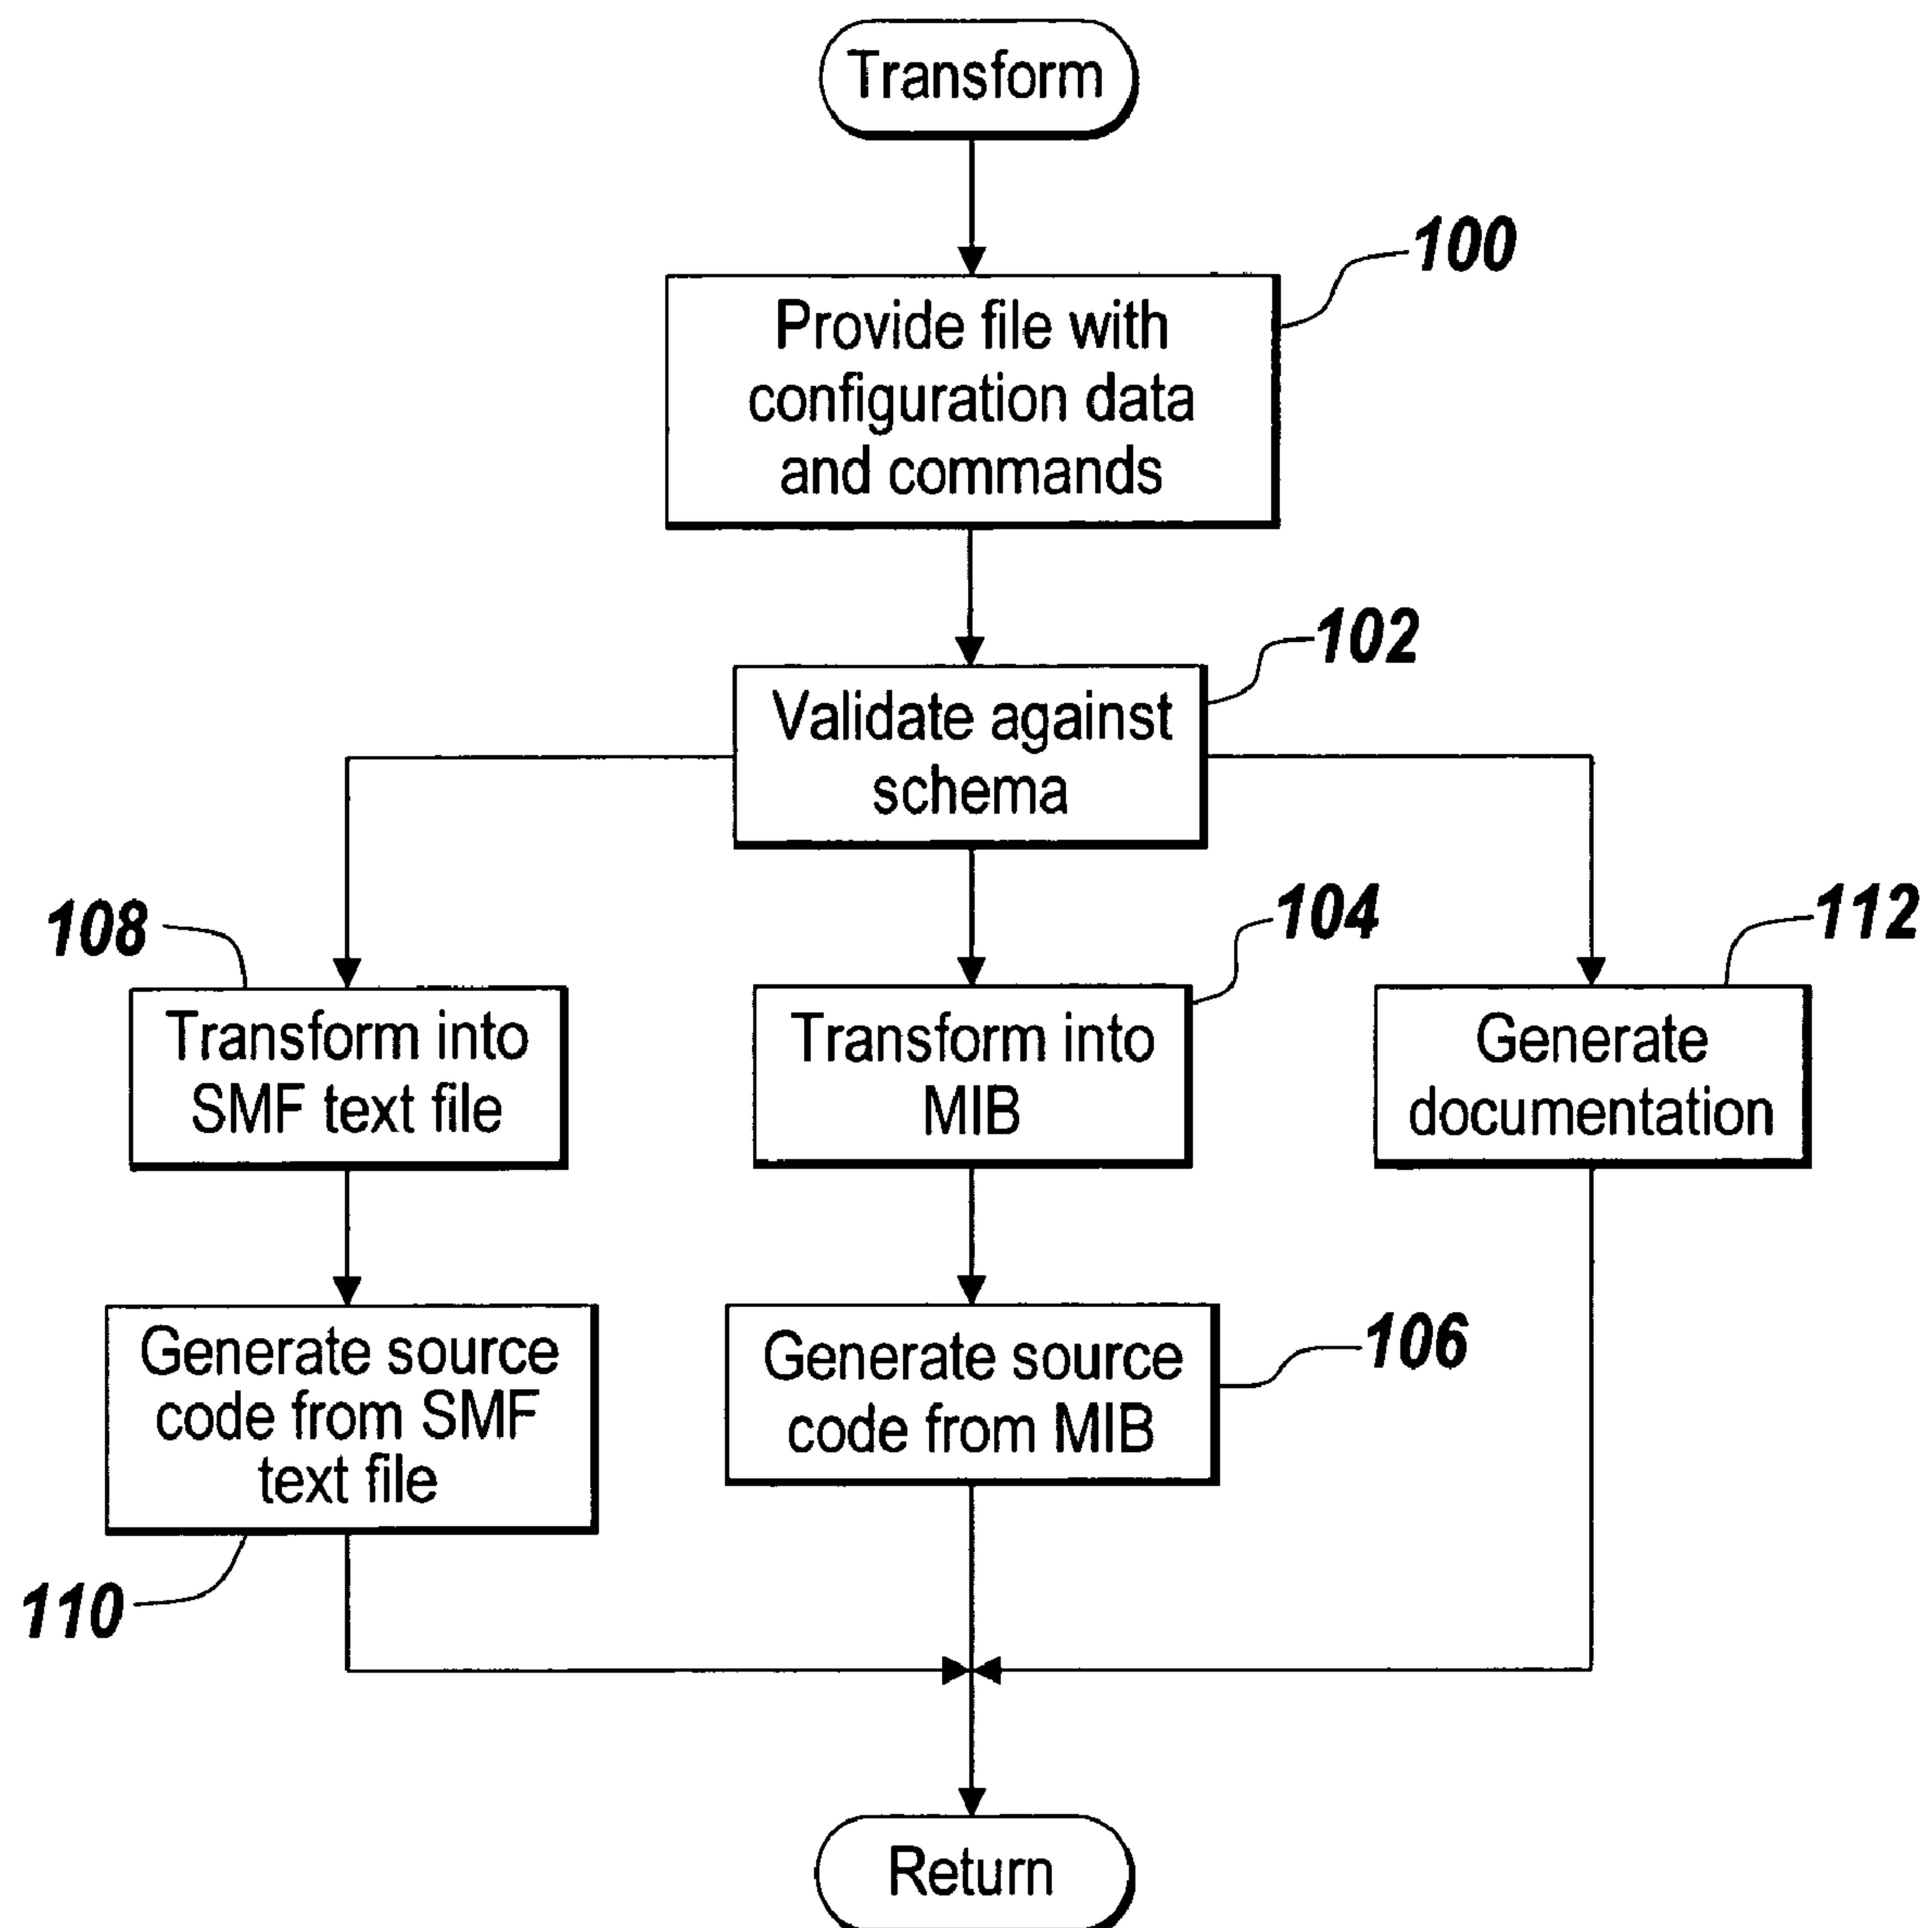 Transform
100
Provide file with
configuration data
and commands
102
Validate against
schema
108
104
112
Transform into
SMF text file
Transform into
MIB
Generate
documentation
Generate source
code from SMF
text file
Generate source
code from MIB
106
110
Return